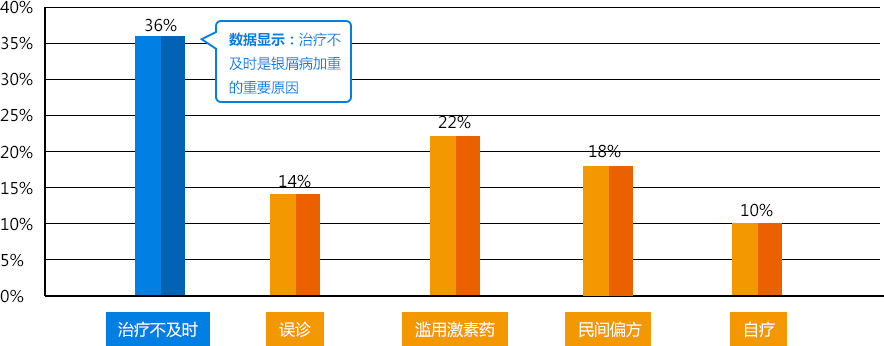 40%
35%
30%
25%
20%
15%
10%
5%
0%
36%
数据显示：治疗不
及时是银屑病加重
的重要原因
14%
22%
18%
10%
治疗不及时
误诊
滥用激素药
民间偏方
自疗